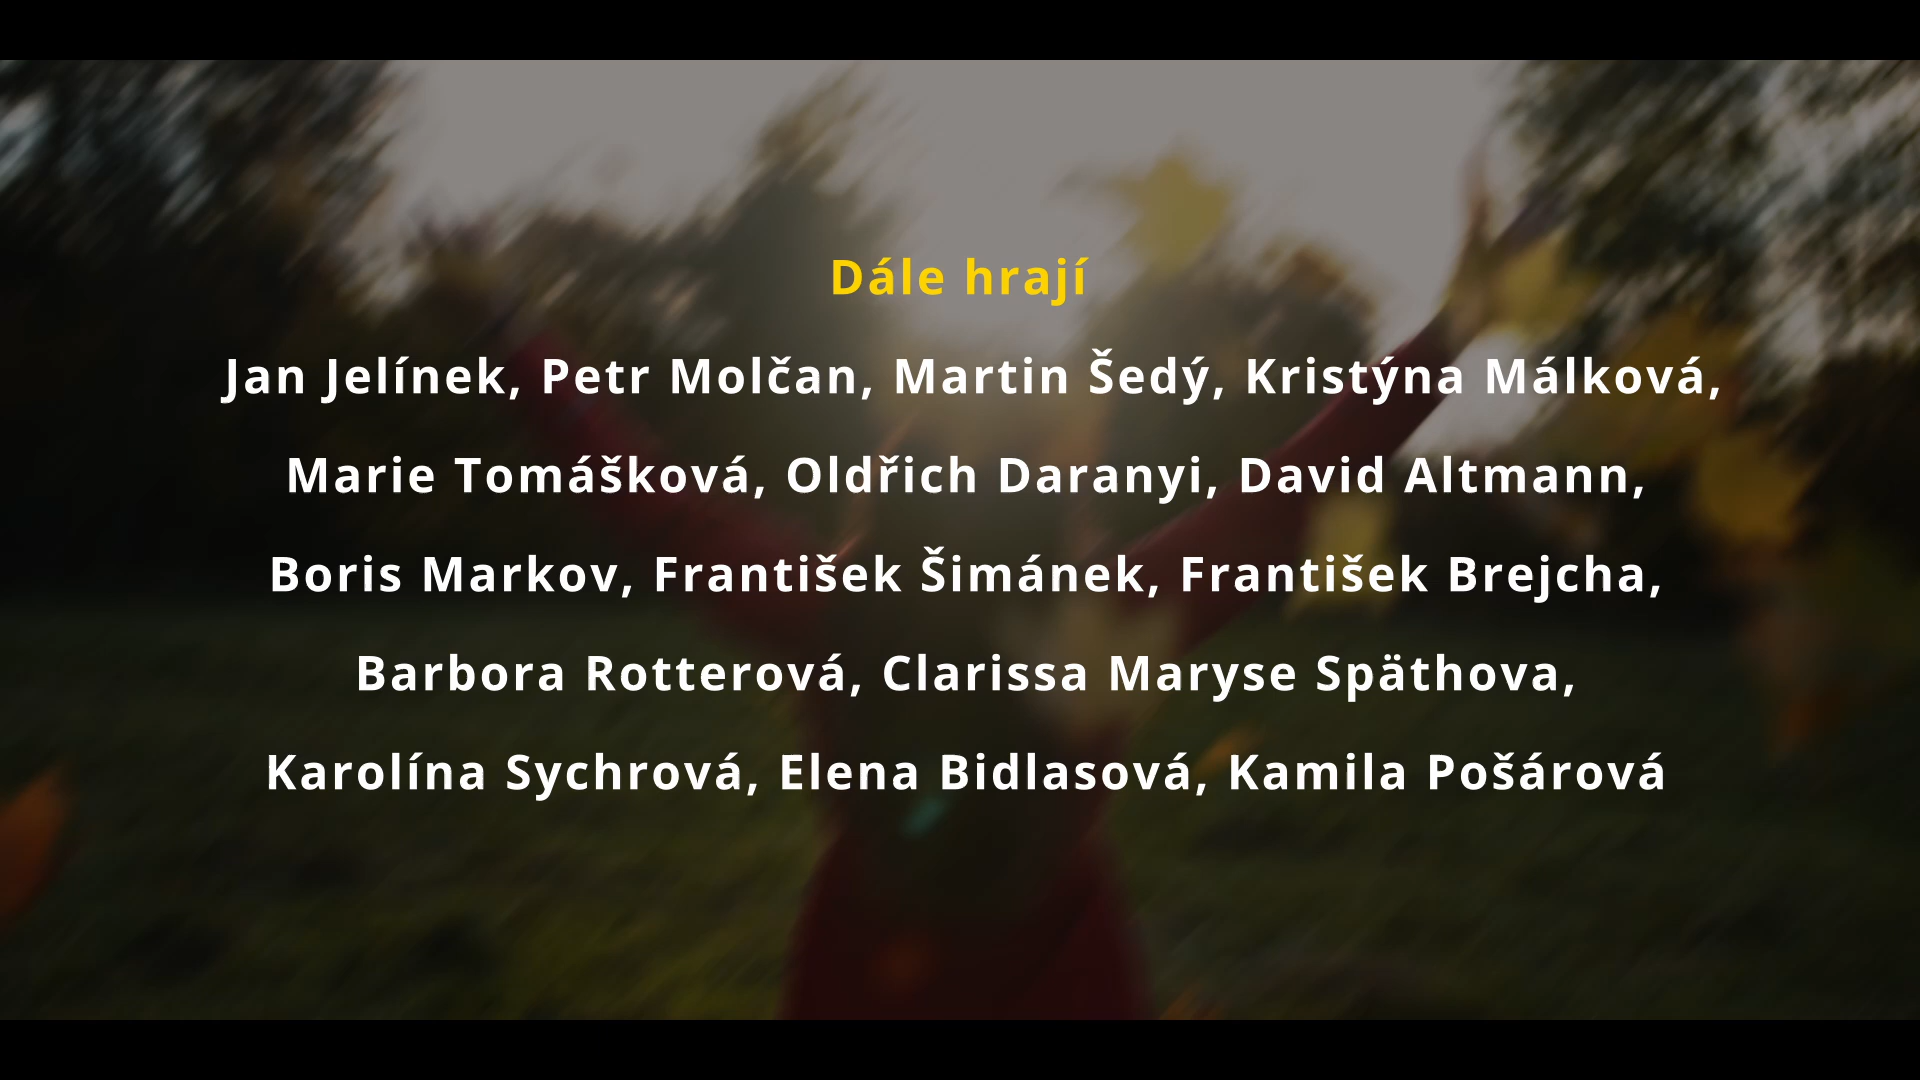 Dále hrají
Jan Jelínek, Petr Molčan, Martin Šedý, Kristýna Málková,
Marie Tomášková, Oldřich Daranyi, David Altmann,
Boris Markov, František Šimánek, František Brejcha,
Barbora Rotterová, Clarissa Maryse Späthova,
Karolína Sychrová, Elena Bidlasová, Kamila Pošárová